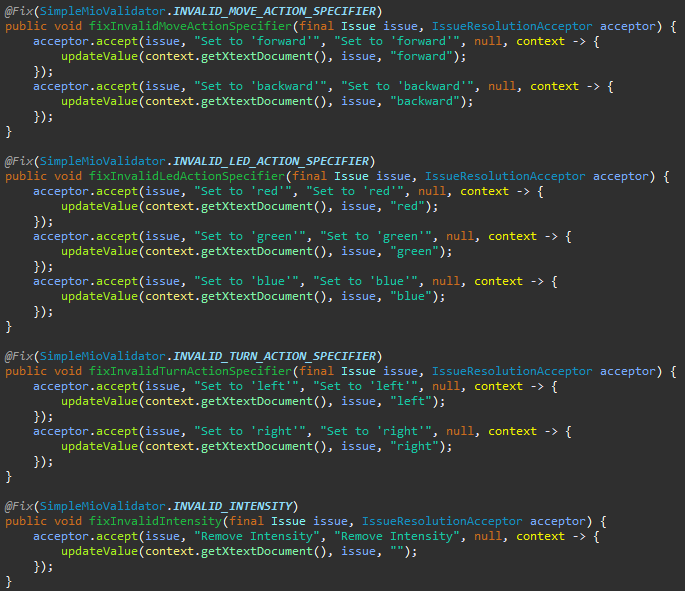 @Fix(SimpleMioValidator.INVALID_MOVE_ACTION_SPECIFIER)
public void fixInvalidMoveActionSpecifier(final Issue issue, IssueResolutionAcceptor acceptor) {
    acceptor.accept(issue, "Set to 'forward'", "Set to 'forward'", null, context -> {
        updateValue(context.getXtextDocument(), issue, "forward");
    });
    acceptor.accept(issue, "Set to 'backward'", "Set to 'backward'", null, context -> {
        updateValue(context.getXtextDocument(), issue, "backward");
    });
}
@Fix(SimpleMioValidator.INVALID_LED_ACTION_SPECIFIER)
public void fixInvalidLedActionSpecifier(final Issue issue, IssueResolutionAcceptor acceptor) {
    acceptor.accept(issue, "Set to 'red'", "Set to 'red'", null, context -> {
        updateValue(context.getXtextDocument(), issue, "red");
    });
    acceptor.accept(issue, "Set to 'green'", "Set to 'green'", null, context -> {
        updateValue(context.getXtextDocument(), issue, "green");
    });
    acceptor.accept(issue, "Set to 'blue'", "Set to 'blue'", null, context -> {
        updateValue(context.getXtextDocument(), issue, "blue");
    });
}
@Fix(SimpleMioValidator.INVALID_TURN_ACTION_SPECIFIER)
public void fixInvalidTurnActionSpecifier(final Issue issue, IssueResolutionAcceptor acceptor) {
    acceptor.accept(issue, "Set to 'left'", "Set to 'left'", null, context -> {
        updateValue(context.getXtextDocument(), issue, "left");
    });
    acceptor.accept(issue, "Set to 'right'", "Set to 'right'", null, context -> {
        updateValue(context.getXtextDocument(), issue, "right");
    });
}
@Fix(SimpleMioValidator.INVALID_INTENSITY)
public void fixInvalidIntensity(final Issue issue, IssueResolutionAcceptor acceptor) {
    acceptor.accept(issue, "Remove Intensity", "Remove Intensity", null, context -> {
        updateValue(context.getXtextDocument(), issue, "");
    });
}